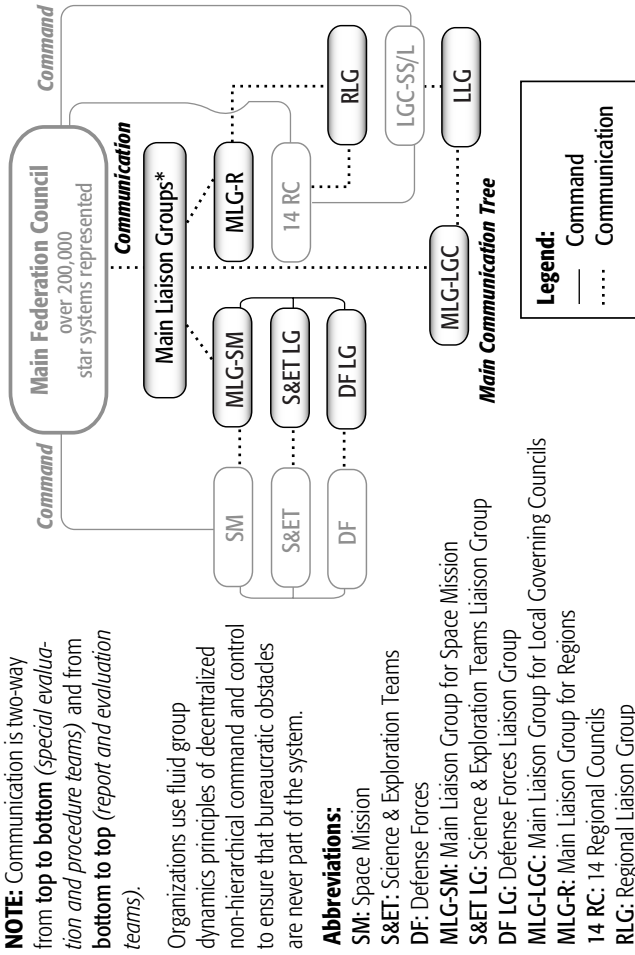 NOTE: Communication is two-way
from top to bottom (special evalua-
tion and procedure teams) and from
bottom to top (report and evaluation
teams).
Organizations use fluid group
dynamics principles of decentralized
non-hierarchical command and control
to ensure that bureaucratic obstacles
are never part of the system.
Abbreviations:
SM: Space Mission
S&ET: Science & Exploration Teams
DF: Defense Forces
MLG-SM: Main Liaison Group for Space Mission
S&ET LG: Science & Exploration Teams Liaison Group
DF LG: Defense Forces Liaison Group
MLG-LGC: Main Liaison Group for Local Governing Councils
MLG-R: Main Liaison Group for Regions
14 RC: 14 Regional Councils
RLG: Regional Liaison Group
Main Federation Council
over 200,000
star systems represented
Command
Command
Communication
Main Liaison Groups*
SM
MLG-SM
MLG-R
S&ET
S&ET LG
14 RC
RLG
DF
DF LG
LGC-SS/L
MLG-LGC
LLG
Main Communication Tree
Legend:
Command
Communication